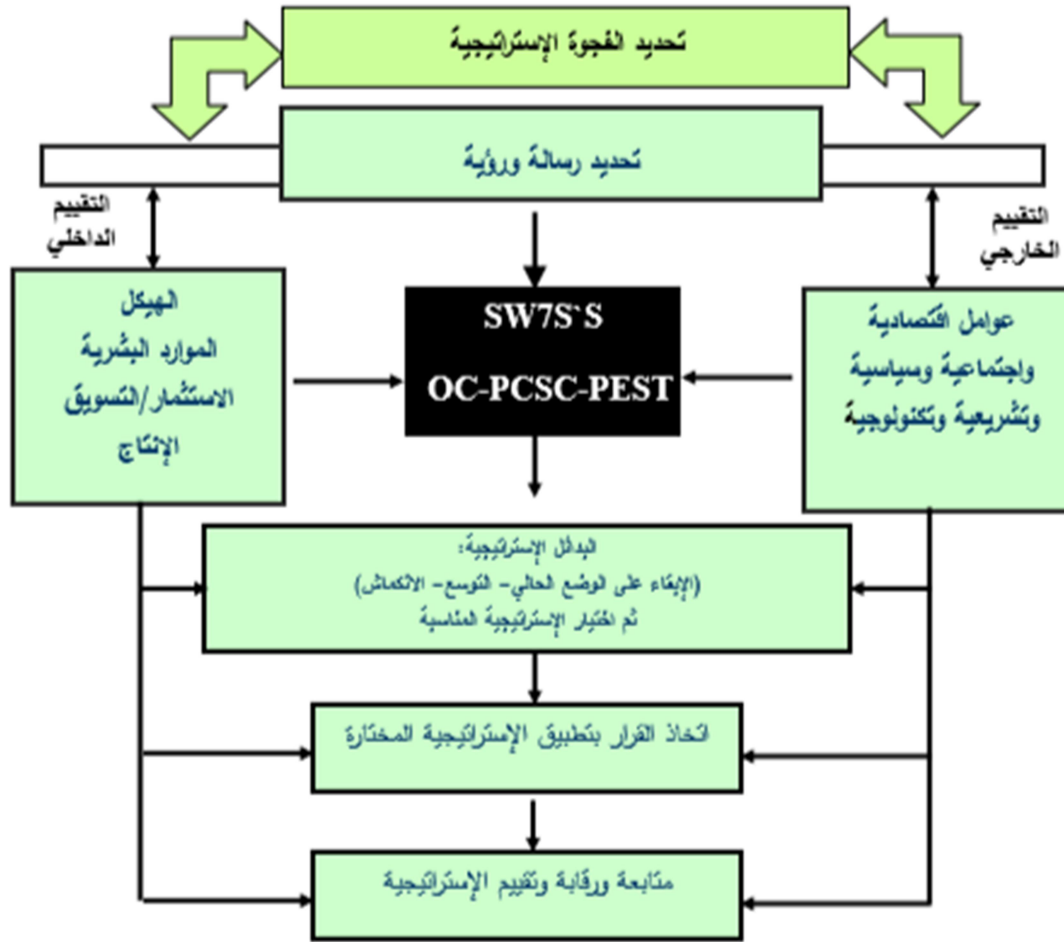 تحديد الفجوة الإستراتيجية
تحديد رسالة ورؤية
التقييم
الخارجي
التقييم
الداخلي
عوامل اقتصادية
واجتماعية وسياسية
وتشريعية وتكنولوجية
SW7S`S
OC-PCSC-PEST
الهيكل
الموارد البشرية
الاستثمار/التسويق
الإنتاج
البدائل الإستراتيجية:
(الإبقاء على الوضع الحالي- التوسع- الانكماش)
ثم اختيار الإستراتيجية المناسبة
اتخاذ القرار بتطبيق الإستراتيجية المختارة
متابعة ورقابة وتقييم الإستراتيجية